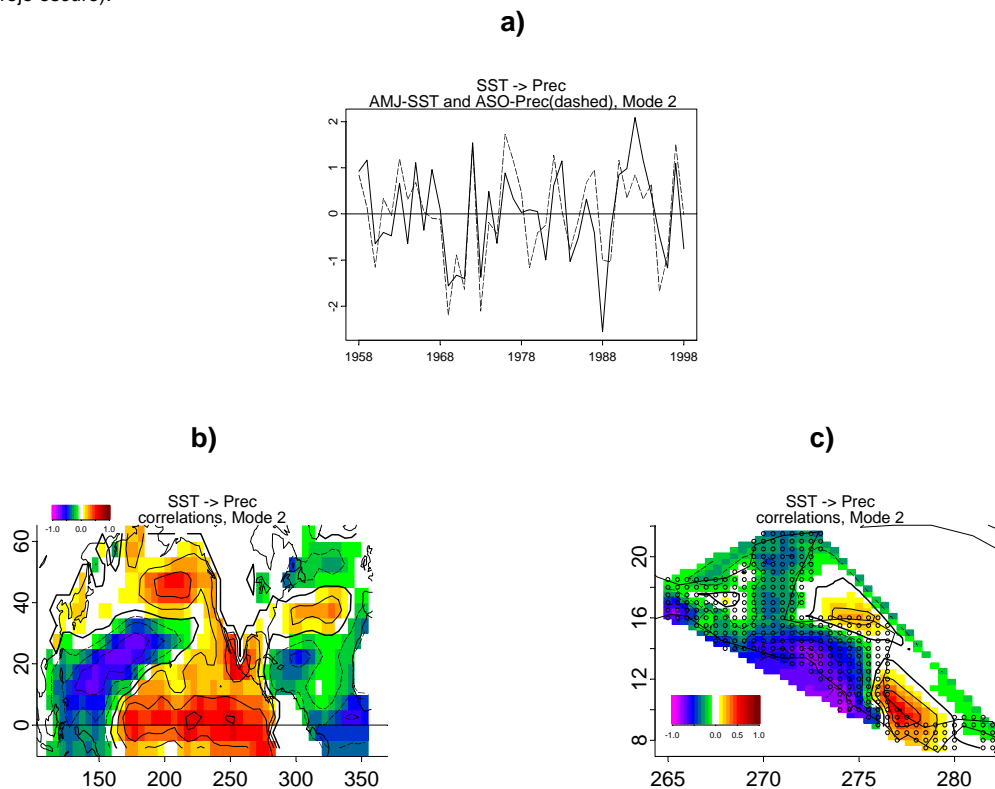 rojo oscuro).
a)
SST -> Prec
AMJ-SST and ASO-Prec(dashed), Mode 2
2
1
0
-1
-2
1958 1968 1978 1988 1998
b)
SST -> Prec
correlations, Mode 2
-1.0 0.0 1.0
60
40
20
0
150 200 250 300 350
c)
SST -> Prec
correlations, Mode 2
20
16
12
8
-1.0 0.0 0.5 1.0
265 270 275 280